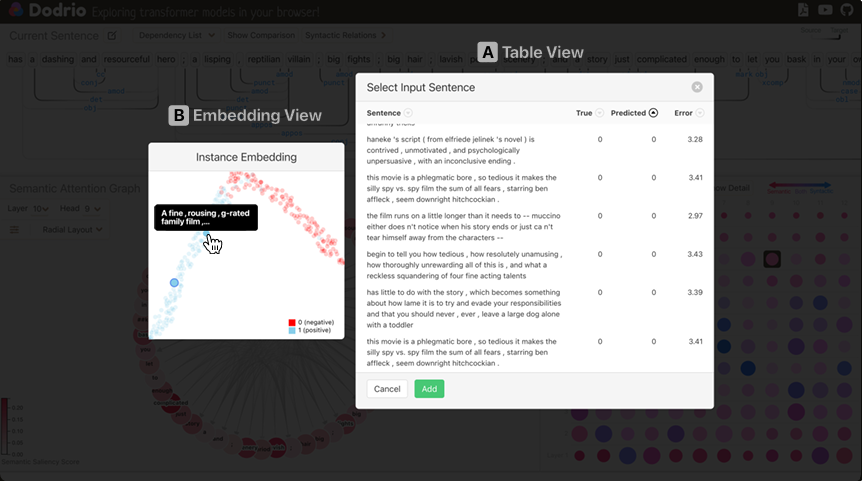 Dodrio Exploring transformer models in your browser!
Current Sentence Dependency List Show Comparison Syntactic Relations
A Table View
has a dashing and resourceful hero ; a lisping , reptilian villain ; big fights ; big hair ; lavish period scenery ; and a story just complicated enough to let you bask in your own
B Embedding View
Instance Embedding
A fine , rousing , g-rated
family film ,...
0 (negative)
1 (positive)
Select Input Sentence
Sentence True Predicted Error
haneke 's script ( from elfriede jelinek 's novel ) is
contrived , unmotivated , and psychologically
unpersuasive , with an inconclusive ending .
0 0 3.28
this movie is a phlegmatic bore , so tedious it makes the
silly spy vs. spy film the sum of all fears , starring ben
affleck , seem downright hitchcockian .
0 0 3.41
the film runs on a little longer than it needs to -- muccino
either does n't notice when his story ends or just ca n't
tear himself away from the characters --
0 0 2.97
begin to tell you how tedious , how resolutely unamusing ,
how thoroughly unrewarding all of this is , and what a
reckless squandering of four fine acting talents
0 0 3.43
has little to do with the story , which becomes something
about how lame it is to try and evade your responsibilities
and that you should never , ever , leave a large dog alone
with a toddler
0 0 3.39
this movie is a phlegmatic bore , so tedious it makes the
silly spy vs. spy film the sum of all fears , starring ben
affleck , seem downright hitchcockian .
0 0 3.41
Cancel Add
Semantic Attention Graph
Layer 10 Head 9
Radial Layout
Detail
Semantic Saliency Score